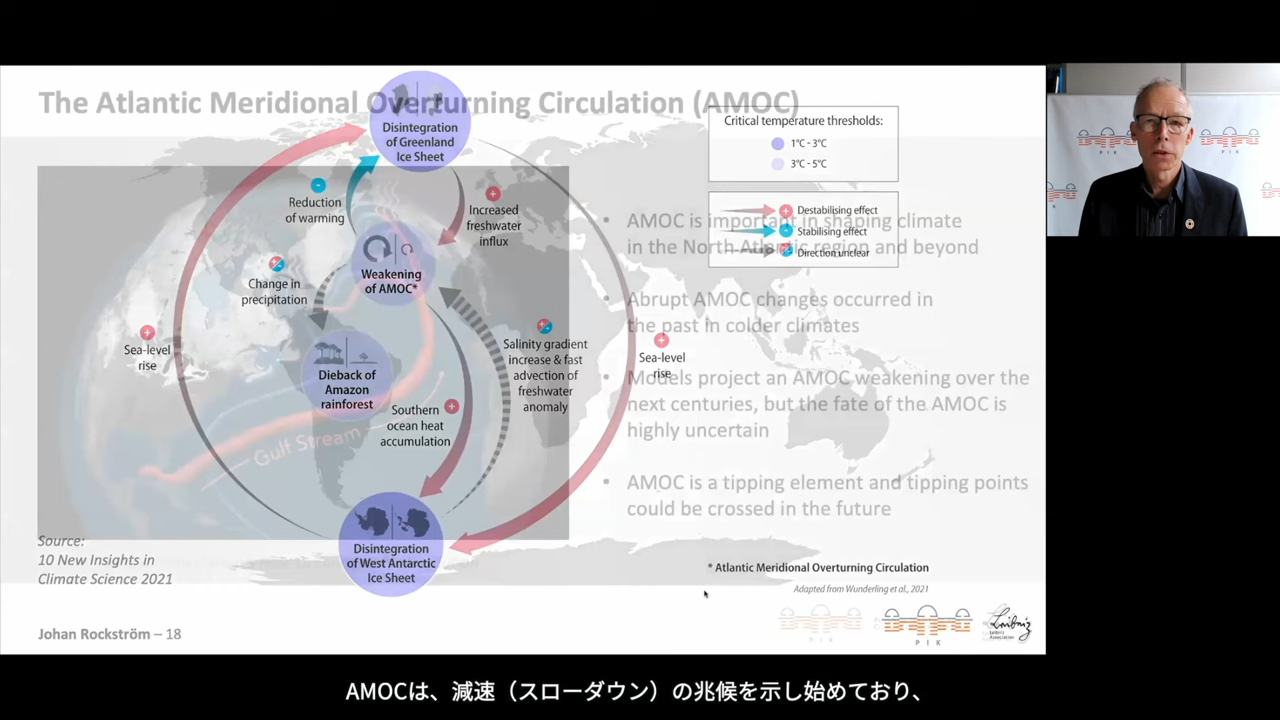 The Atlantic Meridional Overturning Circulation (AMOC)
Disintegration
of Greenland
Ice Sheet
Critical temperature thresholds:
1°C - 3°C
3°C - 5°C
Reduction
of warming
Increased
freshwater
influx
Destabilising effect
Stabilising effect
Direction unclear
• AMOC is important in shaping climate
in the North Atlantic region and beyond
Weakening
of AMOC*
Change in
precipitation
• Abrupt AMOC changes occurred in
the past in colder climates
Sea-level
rise
Salinity gradient
increase & fast
advection of
freshwater
anomaly
Sea-level
rise
Dieback of
Amazon
rainforest
• Models project an AMOC weakening over the
next centuries, but the fate of the AMOC is
highly uncertain
Southern
ocean heat
accumulation
Gulf Stream
• AMOC is a tipping element and tipping points
could be crossed in the future
Disintegration
of West Antarctic
Ice Sheet
Source:
10 New Insights in
Climate Science 2021
* Atlantic Meridional Overturning Circulation
Adapted from Wunderling et al., 2021
Johan Rockström – 18
PIK
PIK
Leibniz
Leibniz
Association
PIK
PIK
AMOCは、減速（スローダウン）の兆候を示し始めており、